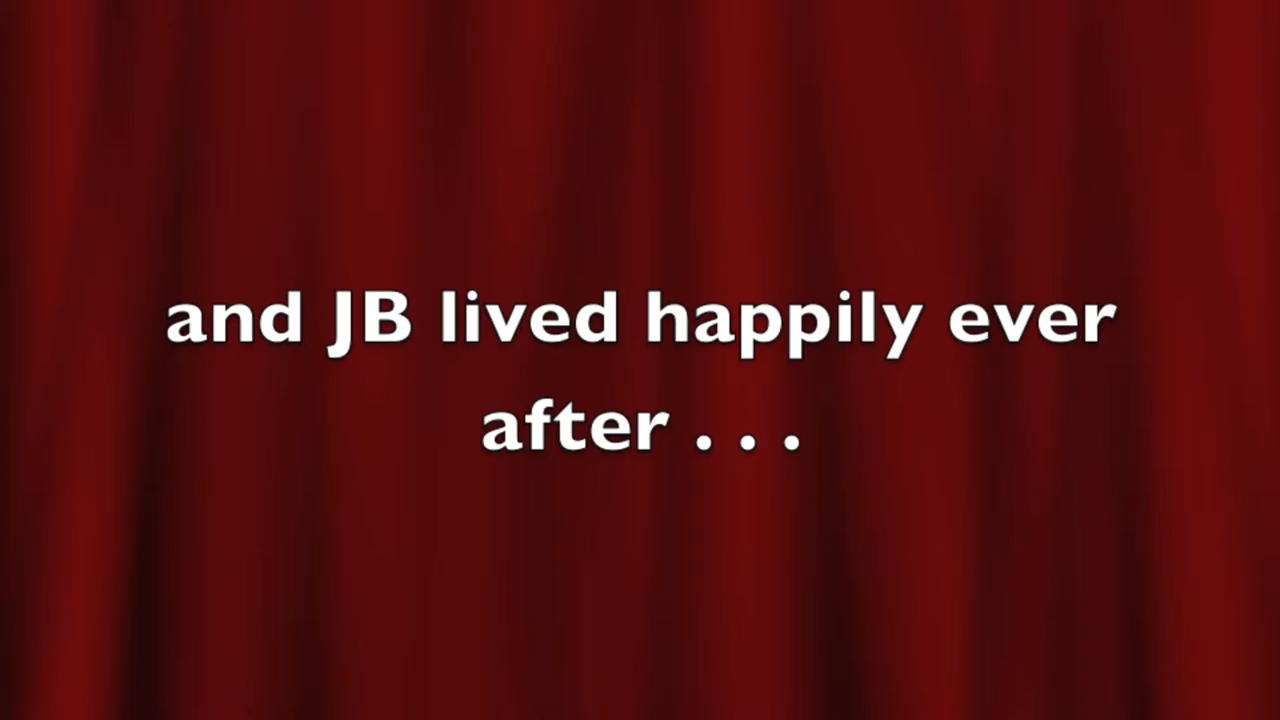 and JB lived happily ever
after . . .